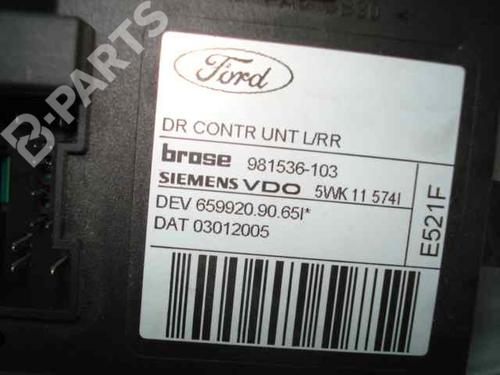 B-PARTS
Ford
DR CONTR UNT L/RR
brose 981536-103
SIEMENS VDO 5WK 11 574I
DEV 659920.90.65I*
DAT 03012005
E521F